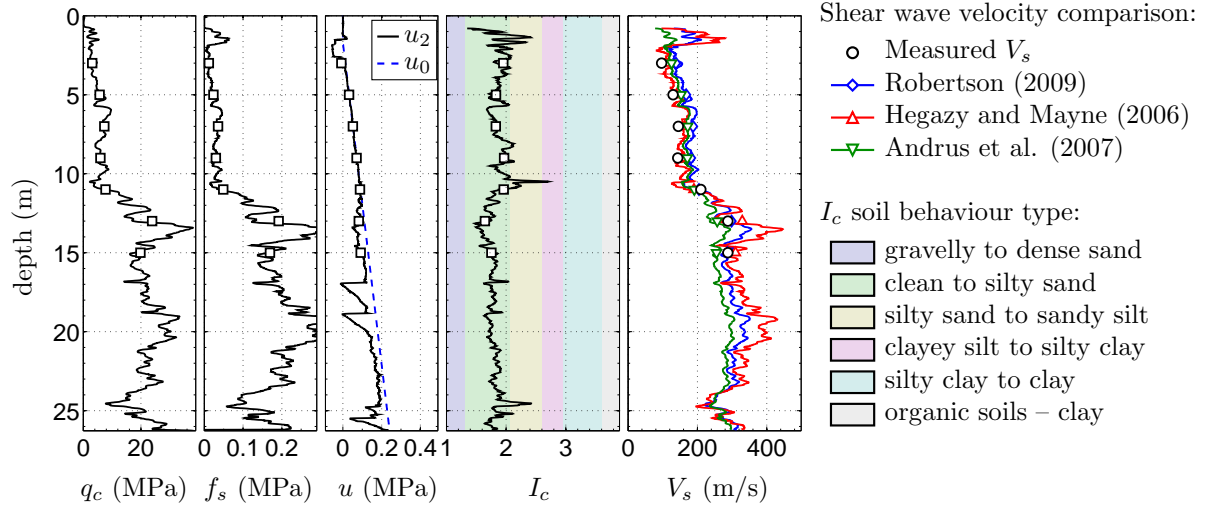 0
5
10
15
20
25
depth (m)
0 20
q_c (MPa)
0 0.1 0.2
f_s (MPa)
u_2
u_0
0 0.2 0.4
u (MPa)
1 2 3
I_c
0 200 400
V_s (m/s)
Shear wave velocity comparison:
Measured V_s
Robertson (2009)
Hegazy and Mayne (2006)
Andrus et al. (2007)
I_c soil behaviour type:
gravelly to dense sand
clean to silty sand
silty sand to sandy silt
clayey silt to silty clay
silty clay to clay
organic soils – clay